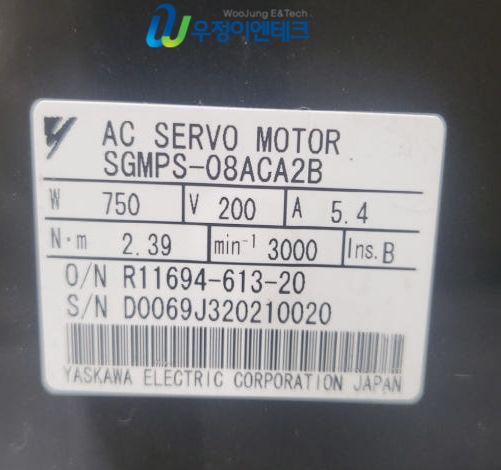 WooJung E&Tech
우정이엔테크
AC SERVO MOTOR
SGMPS-08ACA2B
W 750 V 200 A 5.4
N·m 2.39 min-1 3000 Ins. B
O/N R11694-613-20
S/N D0069J320210020
YASKAWA ELECTRIC CORPORATION JAPAN